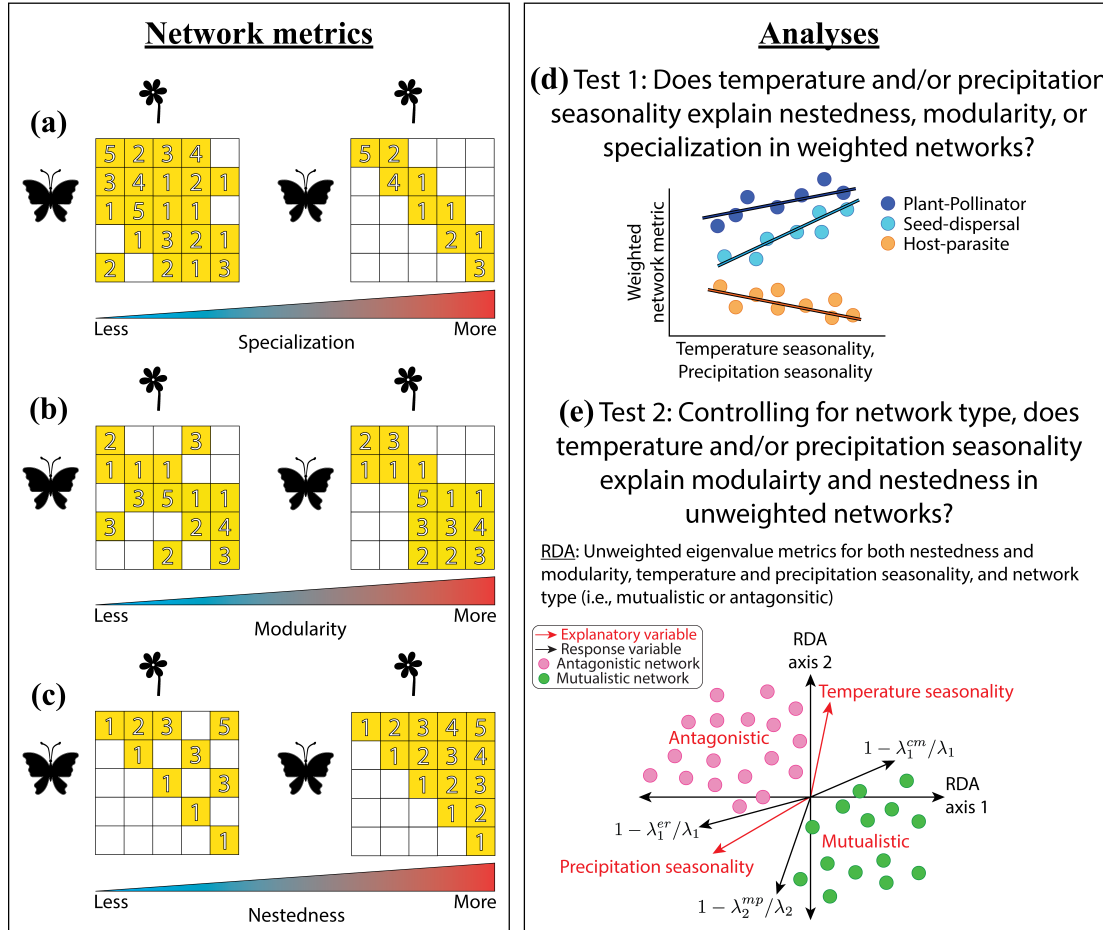 Network metrics
(a)
5 2 3 4
3 4 1 2 1
1 5 1 1
1 3 2 1
2 2 1 3
5 2
4 1
1 1
2 1
3
Less More
Specialization
(b)
2 3
1 1 1
3 5 1 1
3 2 4
2 3
2 3
1 1 1
5 1 1
3 3 4
2 2 3
Less More
Modularity
(c)
1 2 3 5
1 3
1 3
1
1
1 2 3 4 5
1 2 3 4
1 2 3
1 2
1
Less More
Nestedness
Analyses
(d) Test 1: Does temperature and/or precipitation
seasonality explain nestedness, modularity, or
specialization in weighted networks?
Weighted
network metric
Plant-Pollinator
Seed-dispersal
Host-parasite
Temperature seasonality,
Precipitation seasonality
(e) Test 2: Controlling for network type, does
temperature and/or precipitation seasonality
explain modulairty and nestedness in
unweighted networks?
RDA: Unweighted eigenvalue metrics for both nestedness and
modularity, temperature and precipitation seasonality, and network
type (i.e., mutualistic or antagonsitic)
Explanatory variable
Response variable
Antagonistic network
Mutualistic network
RDA
axis 2
Temperature seasonality
Antagonistic
1 − λ₁ᶜᵐ/λ₁
RDA
axis 1
1 − λ₁ᵉʳ/λ₁
Mutualistic
Precipitation seasonality
1 − λ₂ᵐᵖ/λ₂